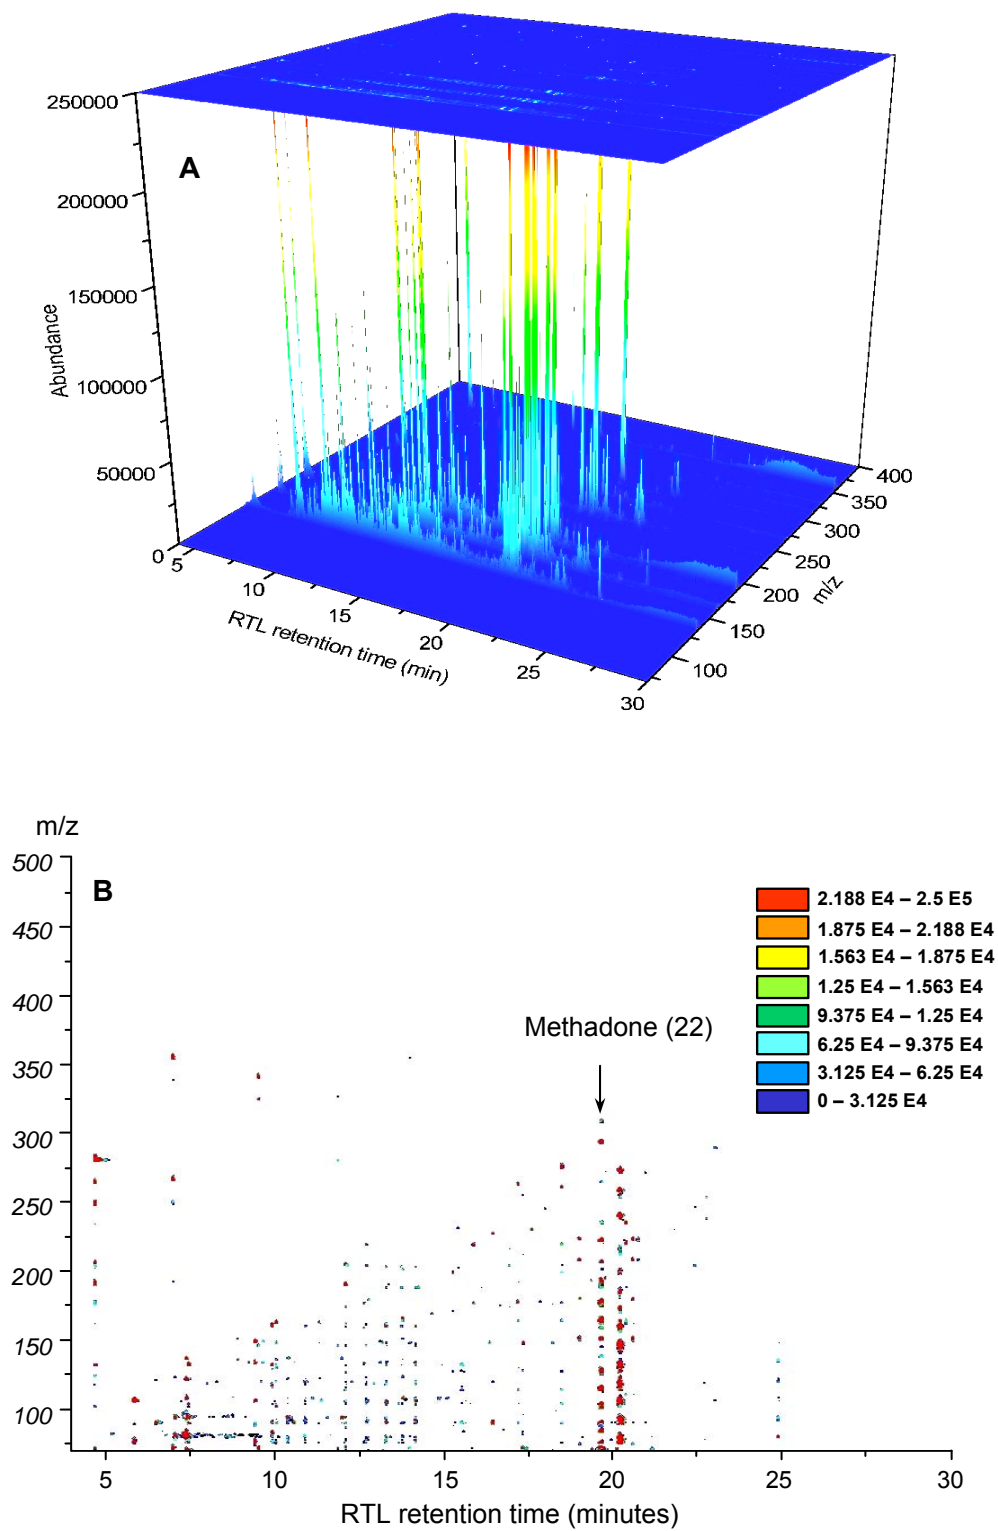 A
250000
200000
150000
100000
50000
0
Abundance
5
10
15
20
25
30
RTL retention time (min)
400
350
300
250
200
150
100
m/z
m/z
B
500
450
400
350
300
250
200
150
100
2.188 E4 – 2.5 E5
1.875 E4 – 2.188 E4
1.563 E4 – 1.875 E4
1.25 E4 – 1.563 E4
9.375 E4 – 1.25 E4
6.25 E4 – 9.375 E4
3.125 E4 – 6.25 E4
0 – 3.125 E4
Methadone (22)
5 10 15 20 25 30
RTL retention time (minutes)